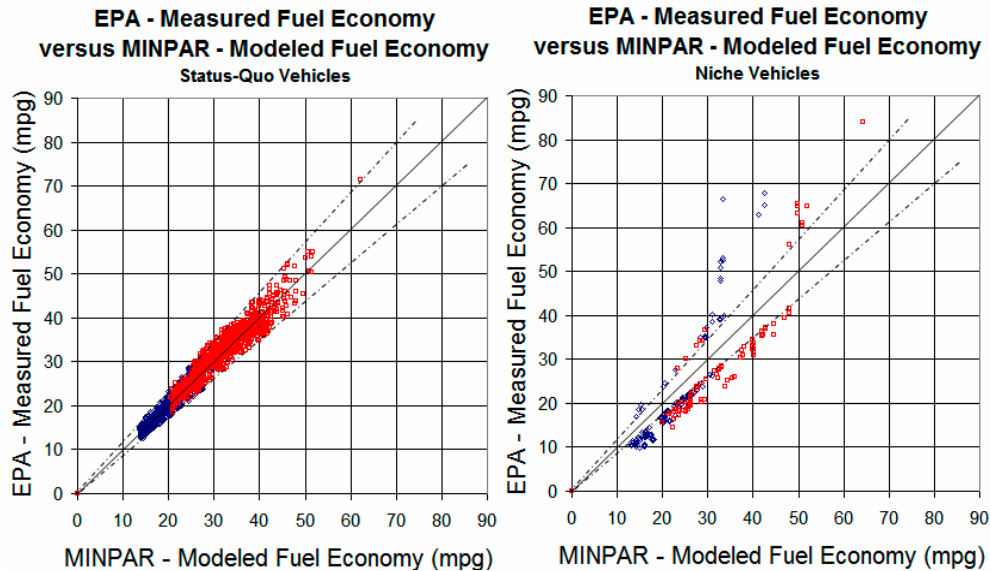 EPA - Measured Fuel Economy
versus MINPAR - Modeled Fuel Economy
Status-Quo Vehicles
EPA - Measured Fuel Economy (mpg)
90
80
70
60
50
40
30
20
10
0
0 10 20 30 40 50 60 70 80 90
MINPAR - Modeled Fuel Economy (mpg)
EPA - Measured Fuel Economy
versus MINPAR - Modeled Fuel Economy
Niche Vehicles
EPA - Measured Fuel Economy (mpg)
90
80
70
60
50
40
30
20
10
0
0 10 20 30 40 50 60 70 80 90
MINPAR - Modeled Fuel Economy (mpg)